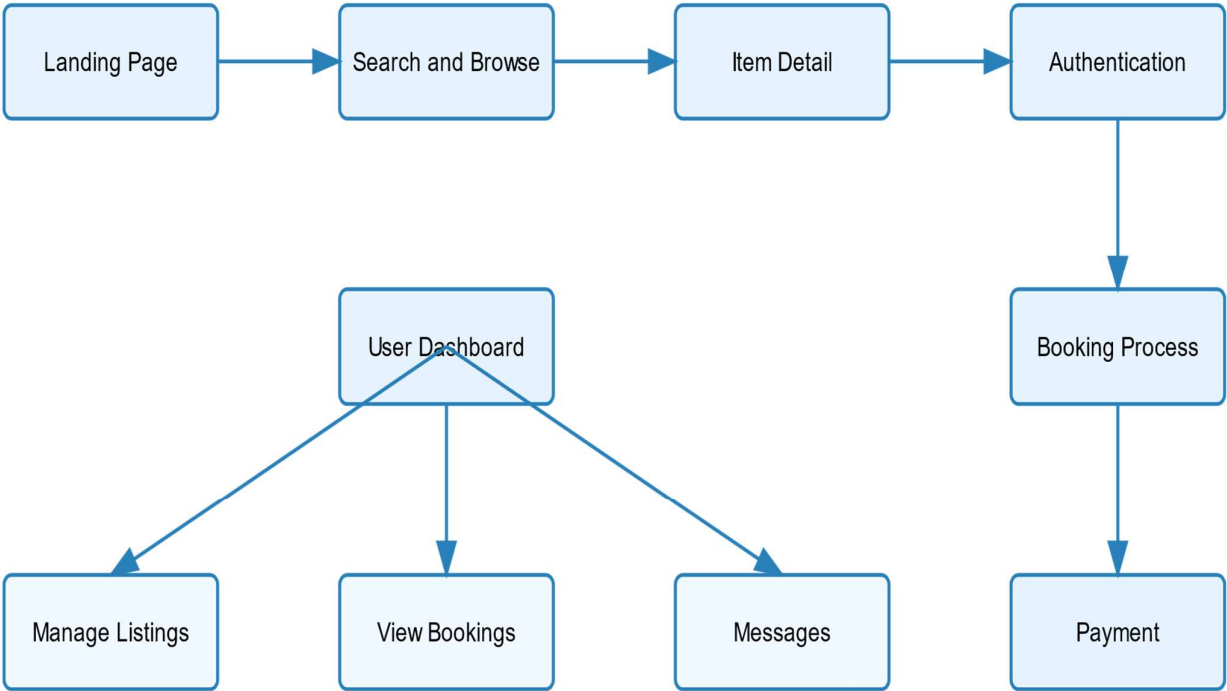 Landing Page
Search and Browse
Item Detail
Authentication
User Dashboard
Booking Process
Manage Listings
View Bookings
Messages
Payment